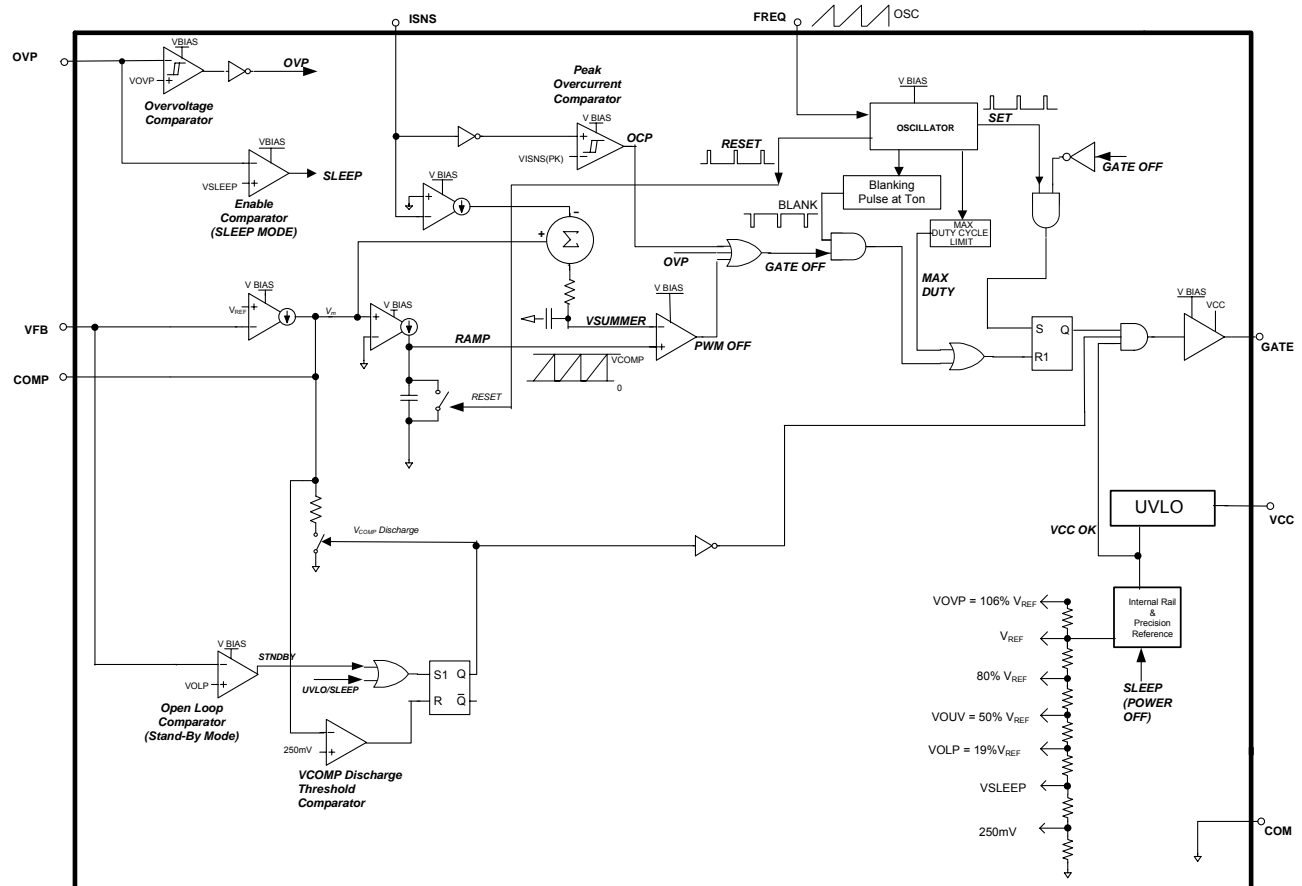 ISNS
FREQ
OSC
OVP
VBIAS
VOVP
OVP
Overvoltage
Comparator
Peak
Overcurrent
Comparator
V BIAS
OCP
VISNS(PK)
V BIAS
OSCILLATOR
SET
RESET
GATE OFF
VBIAS
VSLEEP
SLEEP
Enable
Comparator
(SLEEP MODE)
V BIAS
Blanking
Pulse at Ton
BLANK
MAX
DUTY CYCLE
LIMIT
OVP
GATE OFF
MAX
DUTY
V BIAS
VREF
Vm
V BIAS
VFB
COMP
RAMP
VSUMMER
V BIAS
PWM OFF
VCOMP
0
RESET
S
Q
R1
V BIAS
VCC
GATE
VCOMP Discharge
UVLO
VCC
VCC OK
Internal Rail
&
Precision
Reference
SLEEP
(POWER
OFF)
VOVP = 106% VREF
VREF
80% VREF
VOUV = 50% VREF
VOLP = 19%VREF
VSLEEP
250mV
COM
V BIAS
STNDBY
VOLP
UVLO/SLEEP
S1
Q
R
Q̅
Open Loop
Comparator
(Stand-By Mode)
250mV
VCOMP Discharge
Threshold
Comparator
+
-
Σ